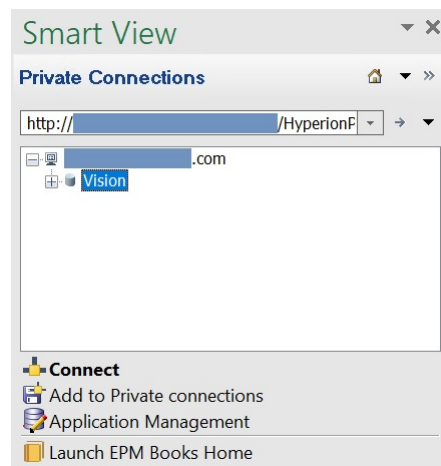 Smart View
Private Connections
http:// /HyperionP
.com
Vision
Connect
Add to Private connections
Application Management
Launch EPM Books Home